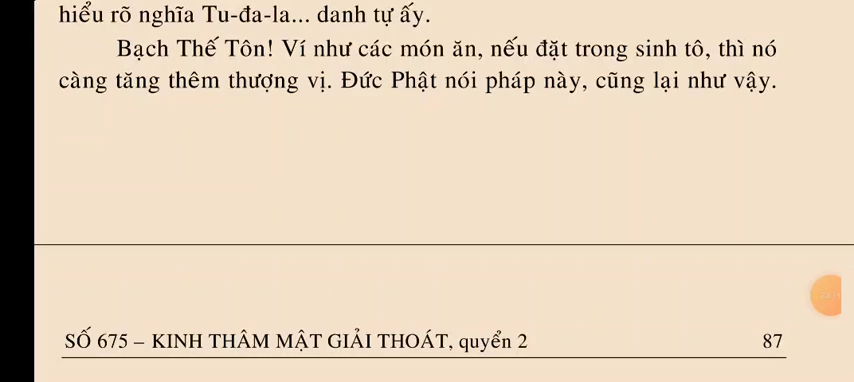 hiểu rõ nghĩa Tu-đa-la... danh tự ấy.
Bạch Thế Tôn! Ví như các món ăn, nếu đặt trong sinh tô, thì nó
càng tăng thêm thượng vị. Đức Phật nói pháp này, cũng lại như vậy.
SỐ 675 – KINH THÂM MẬT GIẢI THOÁT, quyển 2
87